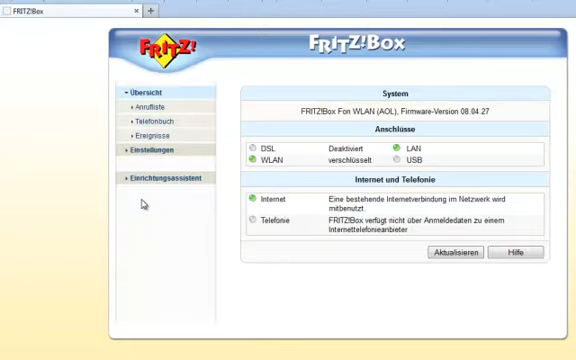 FRITZ!Box
FRITZ!
FRITZ!BOX
Übersicht
Anrufliste
Telefonbuch
Ereignisse
Einstellungen
Einrichtungsassistent
System
FRITZ!Box Fon WLAN (AOL), Firmware-Version 08.04.27
Anschlüsse
DSL Deaktiviert LAN
WLAN verschlüsselt USB
Internet und Telefonie
Internet Eine bestehende Internetverbindung im Netzwerk wird
mitbenutzt
Telefonie FRITZ!Box verfügt nicht über Anmeldedaten zu einem
Internettelefonieanbieter
Aktualisieren Hilfe